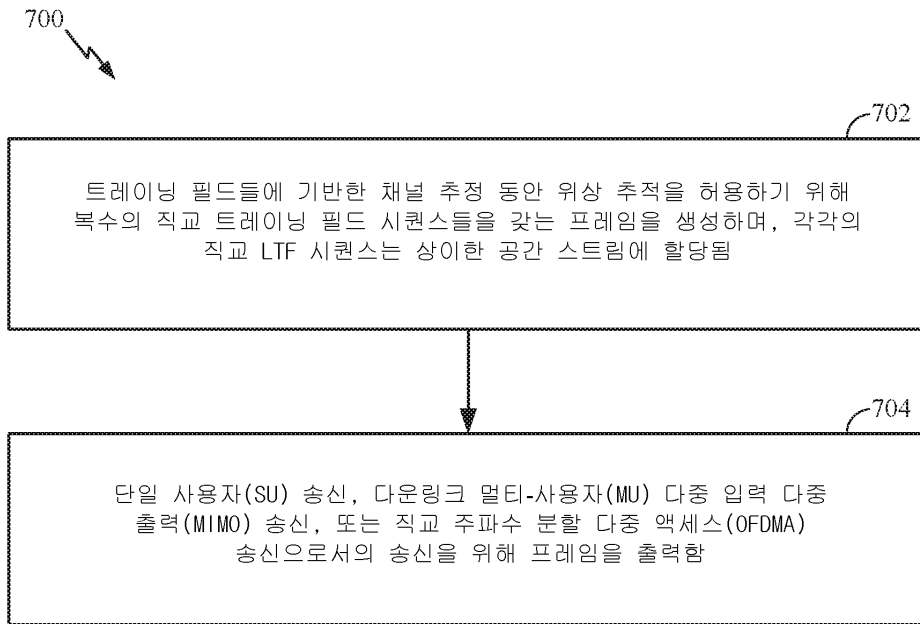 700
702
트레이닝 필드들에 기반한 채널 추정 동안 위상 추적을 허용하기 위해
복수의 직교 트레이닝 필드 시퀀스들을 갖는 프레임을 생성하며, 각각의
직교 LTF 시퀀스는 상이한 공간 스트림에 할당됨
704
단일 사용자(SU) 송신, 다운링크 멀티-사용자(MU) 다중 입력 다중
출력(MIMO) 송신, 또는 직교 주파수 분할 다중 액세스(OFDMA)
송신으로서의 송신을 위해 프레임을 출력함